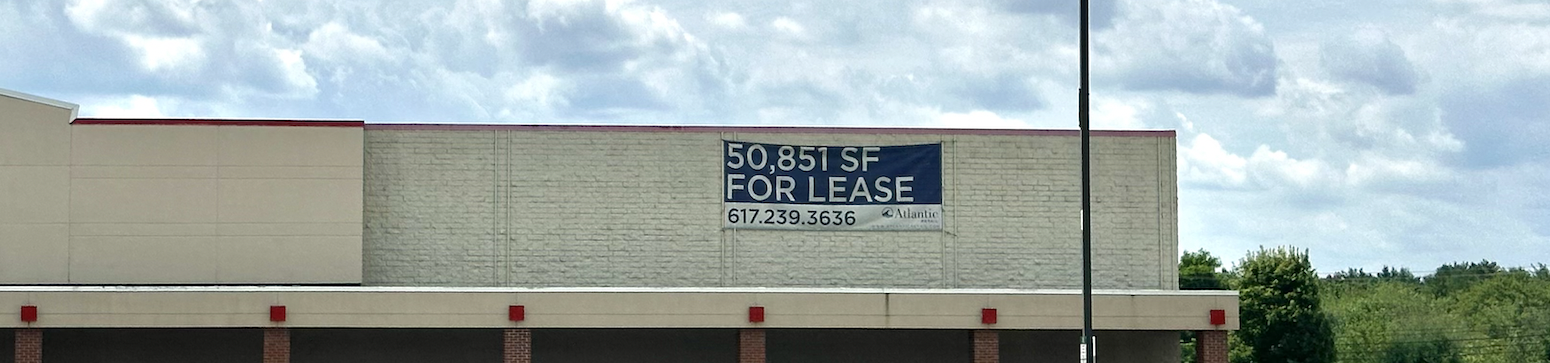 50,851 SF
FOR LEASE
617.239.3636
Atlantic